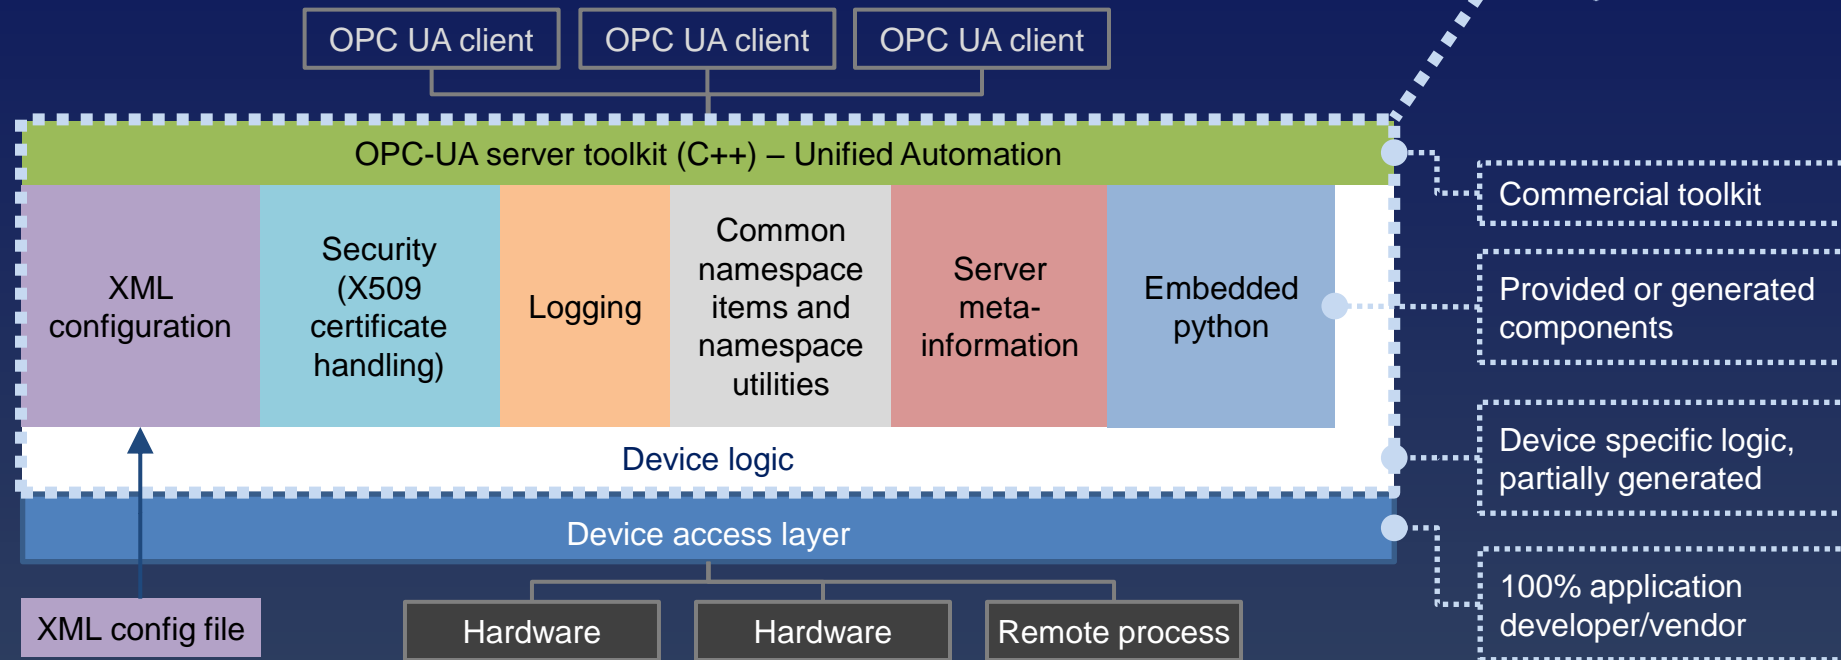 OPC UA client
OPC UA client
OPC UA client
OPC-UA server toolkit (C++) – Unified Automation
XML
configuration
Security
(X509
certificate
handling)
Logging
Common
namespace
items and
namespace
utilities
Server
meta-
information
Embedded
python
Device logic
Device access layer
XML config file
Hardware
Hardware
Remote process
Commercial toolkit
Provided or generated
components
Device specific logic,
partially generated
100% application
developer/vendor